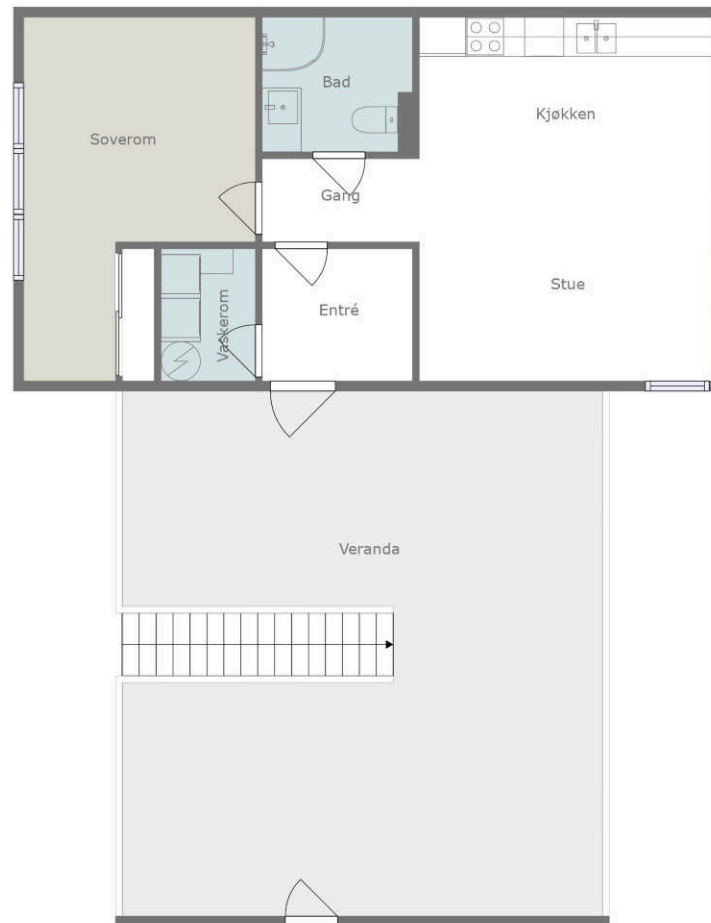 Bad
Kjøkken
Soverom
Gang
Stue
Entré
Vaskerom
Veranda